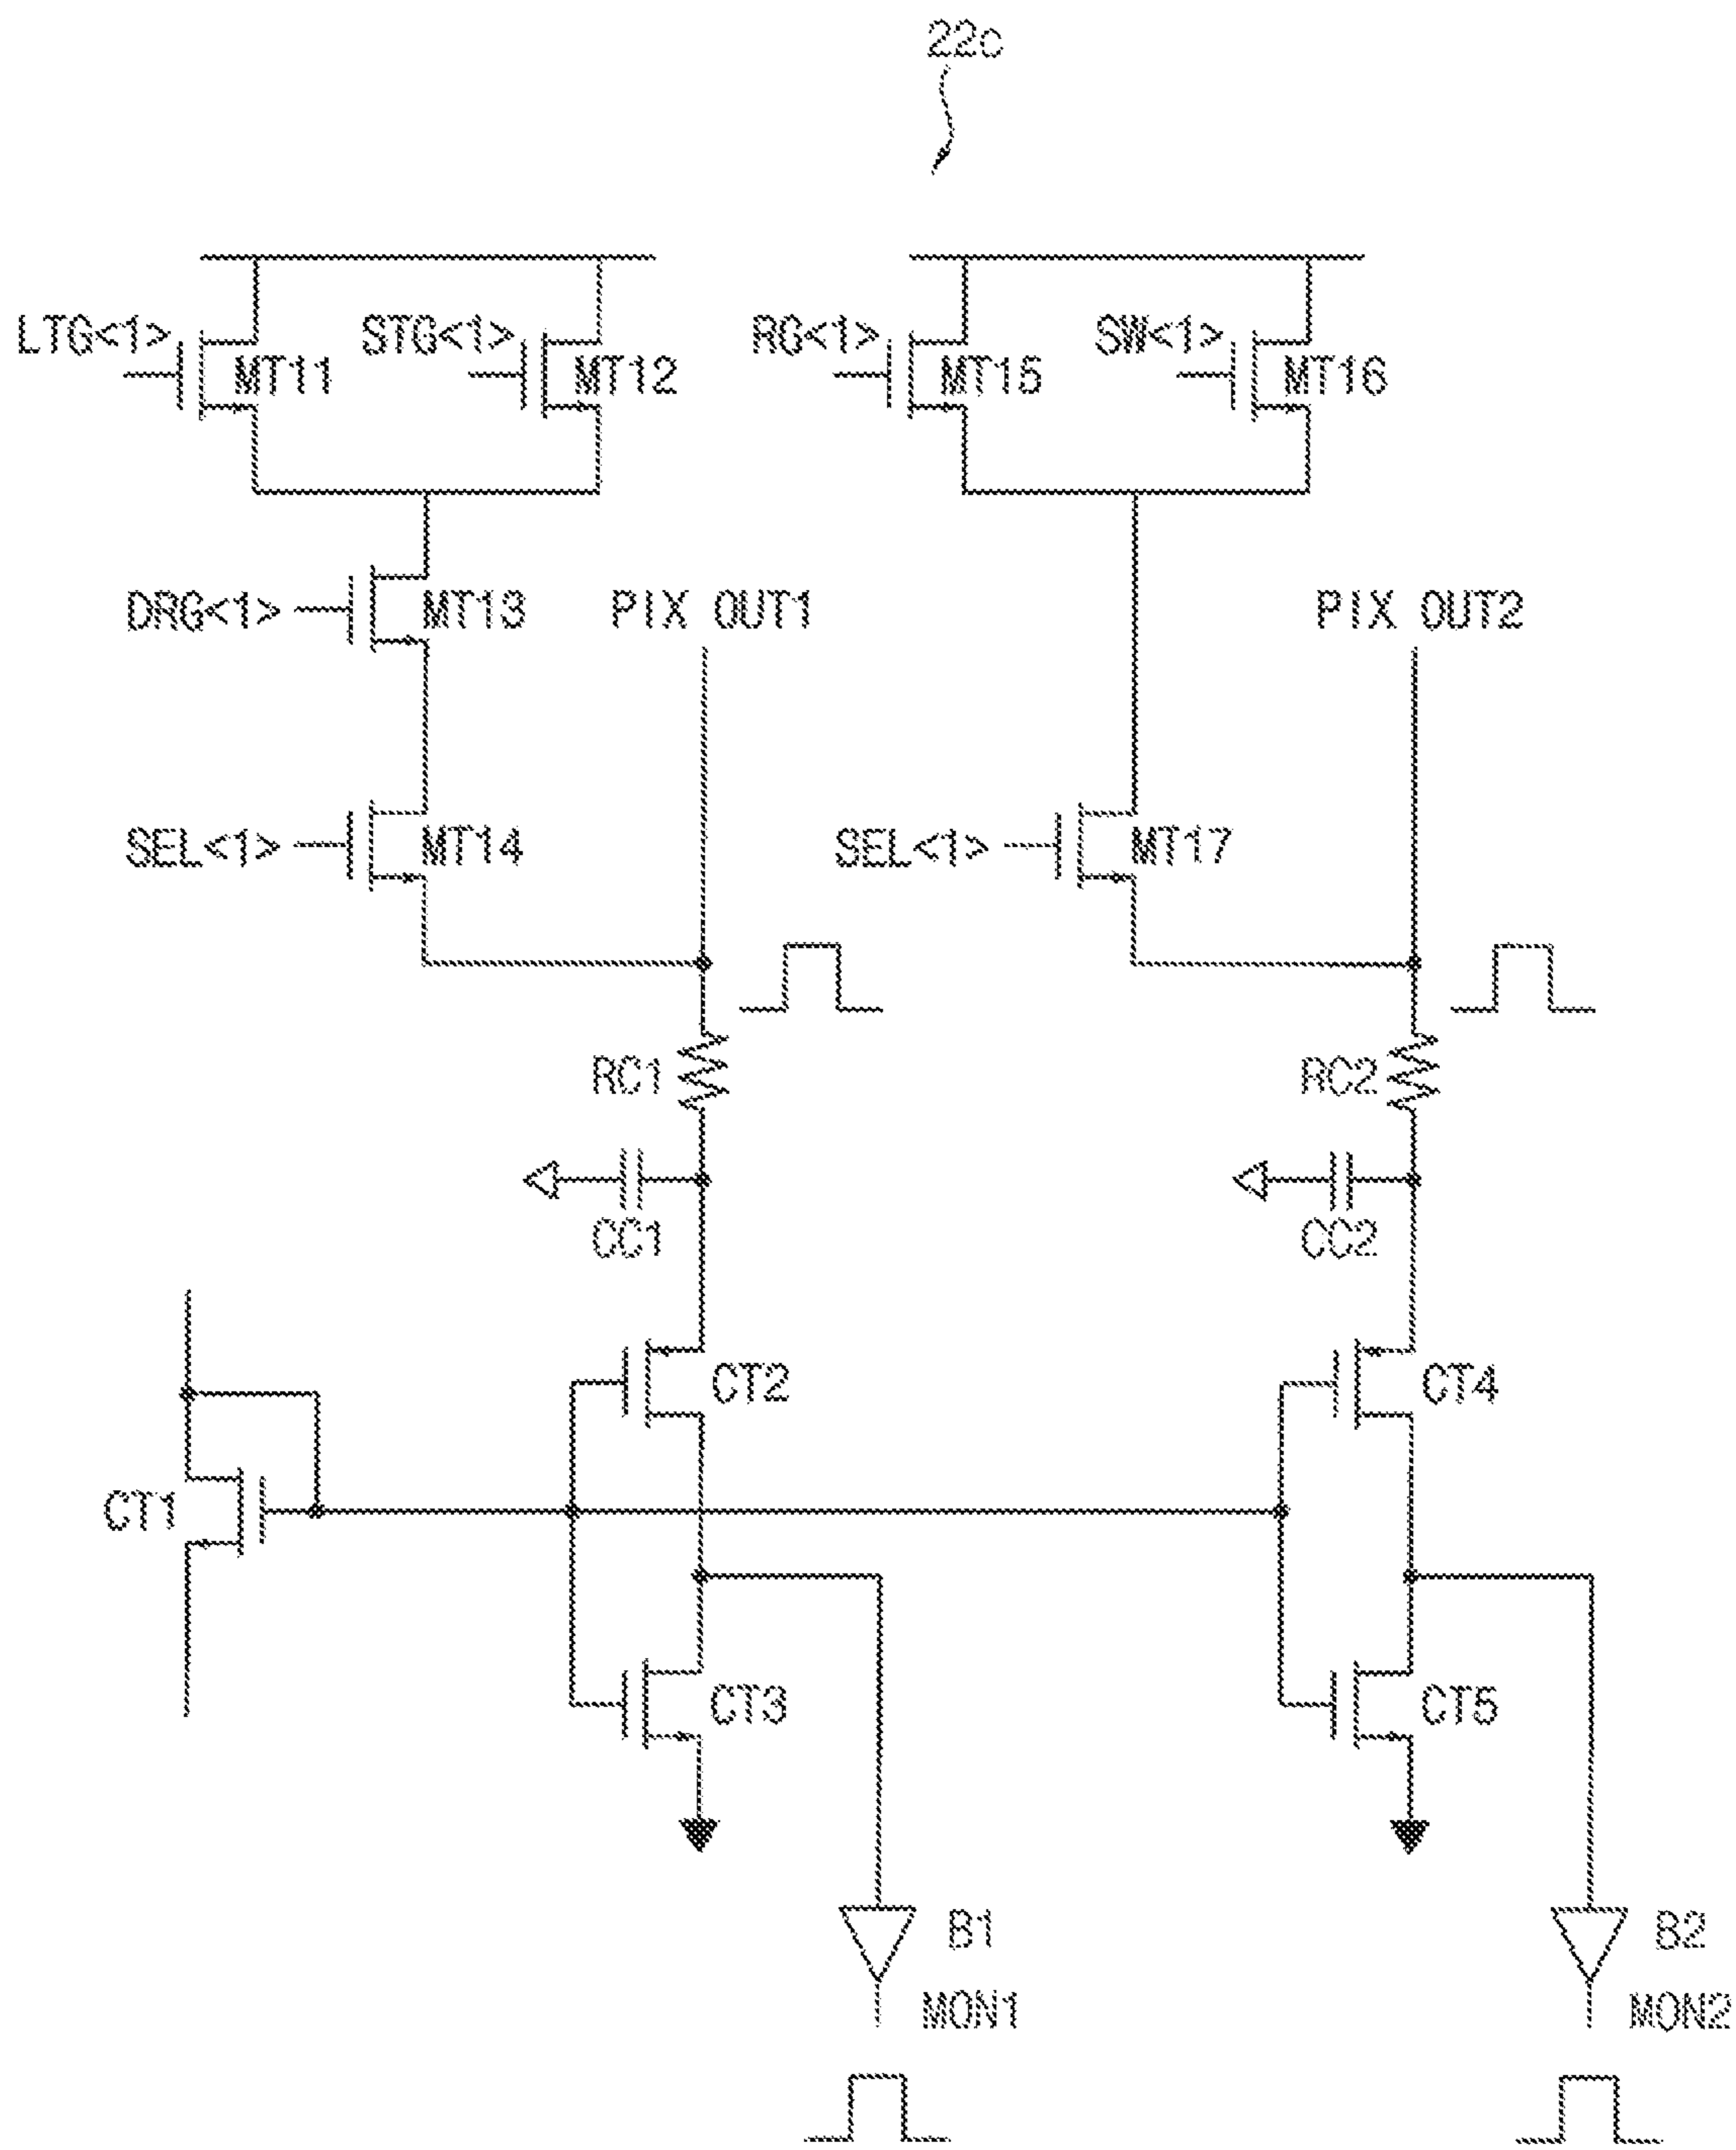 22c
LTG<1>
MT11
STG<1>
MT12
RG<1>
MT15
SW<1>
MT16
DRG<1>
MT13
PIX OUT1
PIX OUT2
SEL<1>
MT14
SEL<1>
MT17
RC1
RC2
CC1
CC2
CT2
CT4
CT1
CT3
CT5
B1
B2
MON1
MON2